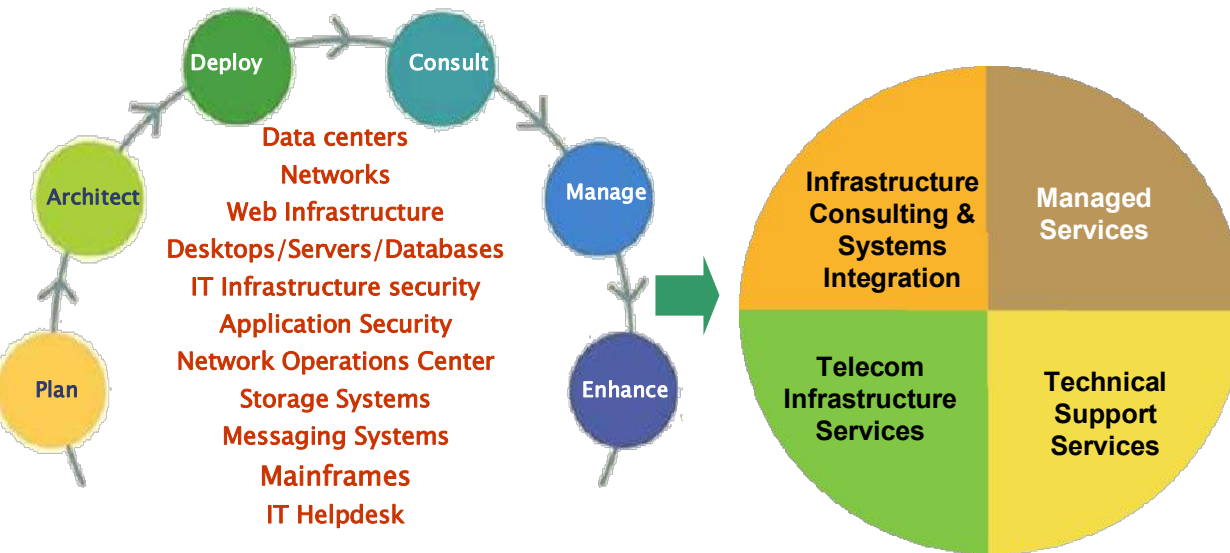 Deploy
Consult
Architect
Manage
Plan
Enhance
Data centers
Networks
Web Infrastructure
Desktops/Servers/Databases
IT Infrastructure security
Application Security
Network Operations Center
Storage Systems
Messaging Systems
Mainframes
IT Helpdesk
Infrastructure
Consulting &
Systems
Integration
Managed
Services
Telecom
Infrastructure
Services
Technical
Support
Services